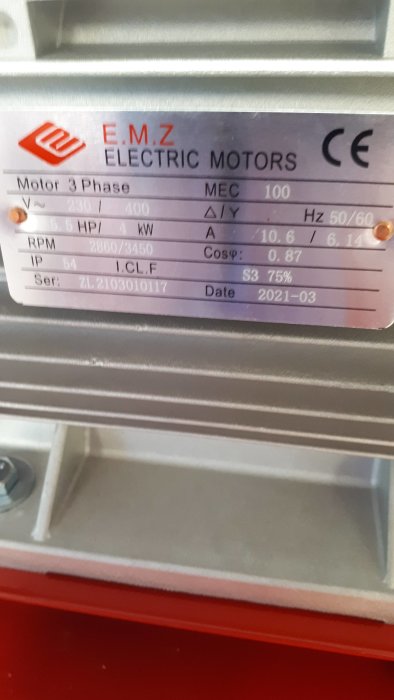 E.M.Z
ELECTRIC MOTORS CE
Motor 3 Phase MEC 100
V~ 230 / 400 Δ/Y Hz 50/60
5.5 HP/ 4 kW A 10.6 / 6.14
RPM 2860/3450 Cosφ: 0.87
IP 54 I.CL.F S3 75%
Ser: ZL2103010117 Date 2021-03